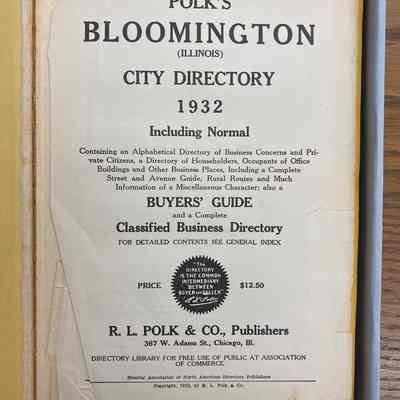 POLK'S
BLOOMINGTON
(ILLINOIS)
CITY DIRECTORY
1932
Including Normal
Containing an Alphabetical Directory of Business Concerns and Pri-
vate Citizens, a Directory of Householders, Occupants of Office
Buildings and Other Business Places, Including a Complete
Street and Avenue Guide, Rural Routes and Much
Information of a Miscellaneous Character; also a
BUYERS' GUIDE
and a Complete
Classified Business Directory
FOR DETAILED CONTENTS SEE GENERAL INDEX
"THE
DIRECTORY
IS THE COMMON
INTERMEDIARY
BETWEEN
BUYER AND SELLER"
R. L. Polk
PRICE $12.50
R. L. POLK & CO., Publishers
367 W. Adams St., Chicago, Ill.
DIRECTORY LIBRARY FOR FREE USE OF PUBLIC AT ASSOCIATION
OF COMMERCE
Member Association of North American Directory Publishers
Copyright, 1932, by R. L. Polk & Co.